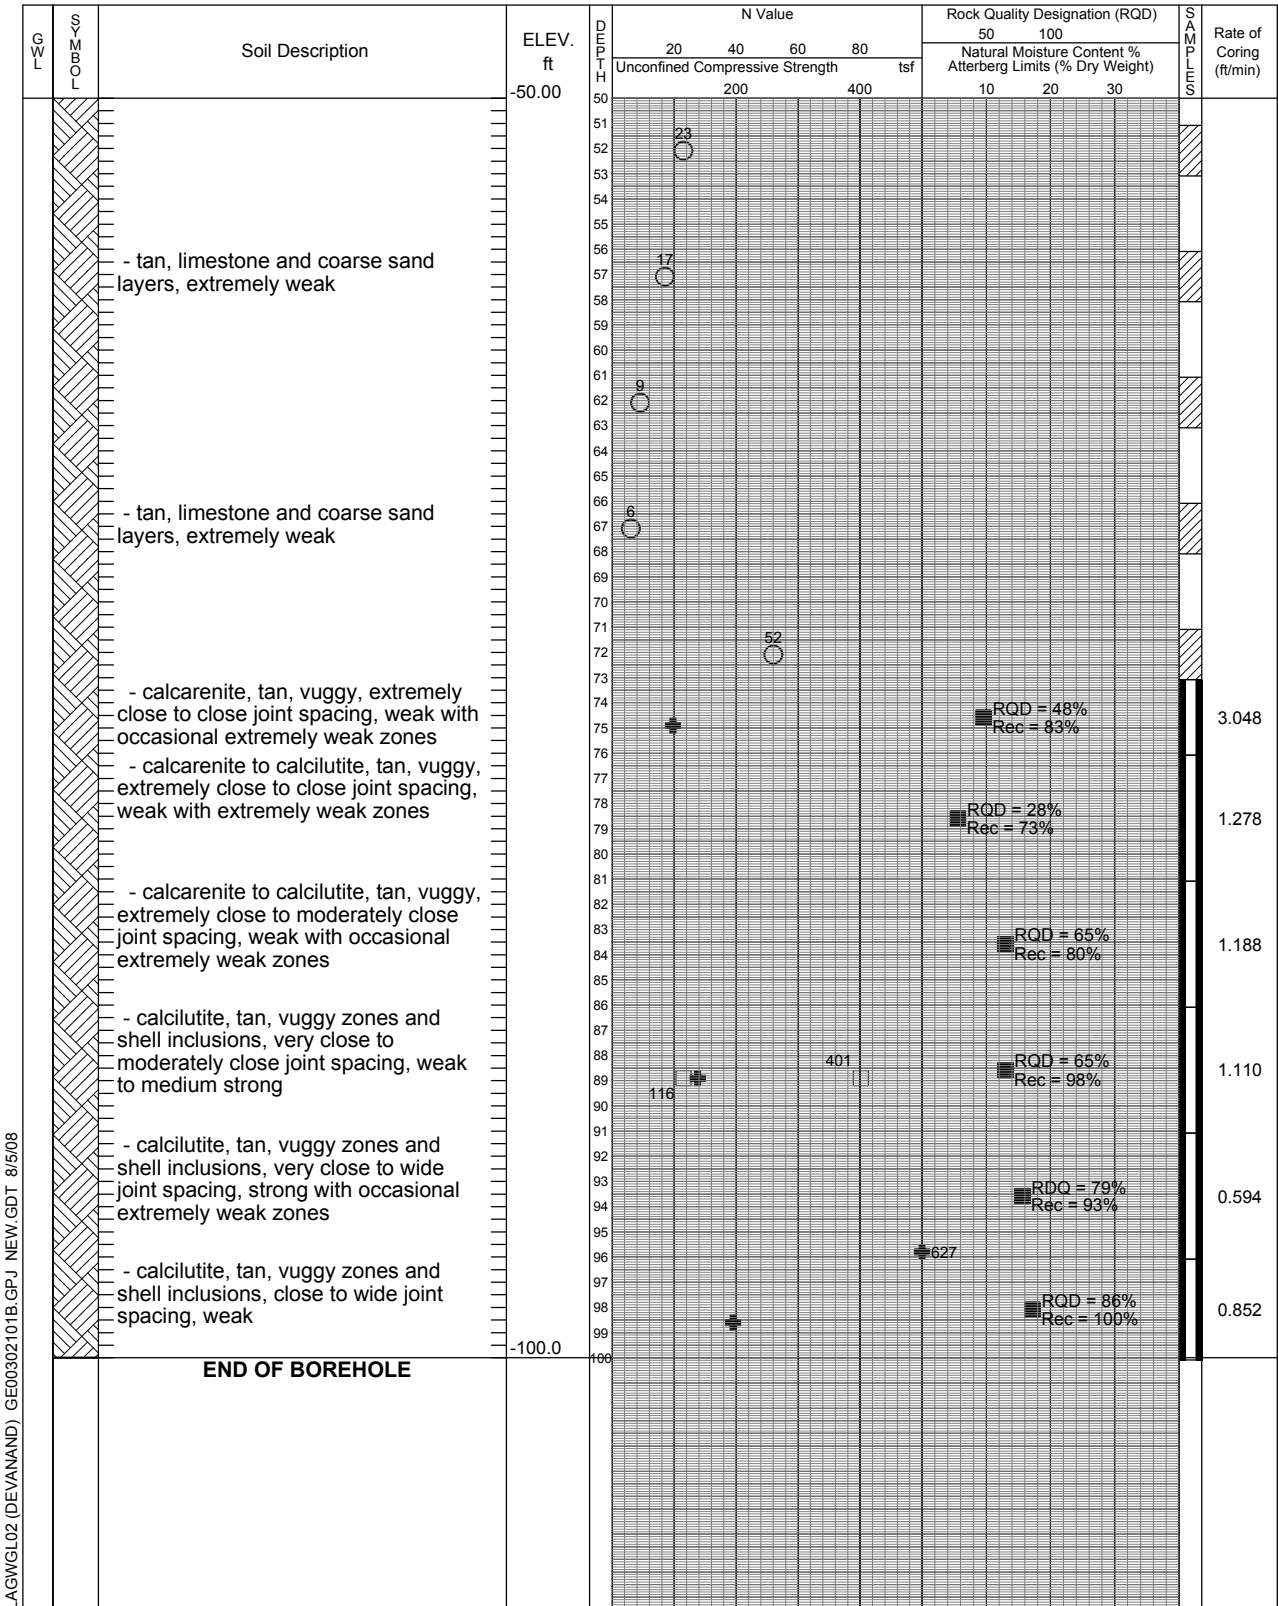 GWL
SYMBOL
Soil Description
ELEV.
ft
DEPTH
N Value
20 40 60 80
Unconfined Compressive Strength tsf
200 400
Rock Quality Designation (RQD)
50 100
Natural Moisture Content %
Atterberg Limits (% Dry Weight)
10 20 30
SAMPLES
Rate of
Coring
(ft/min)
-50.00
50
51
23
52
53
54
55
56
- tan, limestone and coarse sand
layers, extremely weak
17
57
58
59
60
61
9
62
63
64
65
66
- tan, limestone and coarse sand
layers, extremely weak
6
67
68
69
70
71
52
72
73
- calcarenite, tan, vuggy, extremely
close to close joint spacing, weak with
occasional extremely weak zones
74
RQD = 48%
Rec = 83%
3.048
75
76
- calcarenite to calcilutite, tan, vuggy,
extremely close to close joint spacing,
weak with extremely weak zones
77
78
RQD = 28%
Rec = 73%
1.278
79
80
81
- calcarenite to calcilutite, tan, vuggy,
extremely close to moderately close
joint spacing, weak with occasional
extremely weak zones
82
83
RQD = 65%
Rec = 80%
1.188
84
85
86
- calcilutite, tan, vuggy zones and
shell inclusions, very close to
moderately close joint spacing, weak
to medium strong
87
88
401
RQD = 65%
Rec = 98%
1.110
89
116
90
91
- calcilutite, tan, vuggy zones and
shell inclusions, very close to wide
joint spacing, strong with occasional
extremely weak zones
92
93
RDQ = 79%
Rec = 93%
0.594
94
95
96
627
- calcilutite, tan, vuggy zones and
shell inclusions, close to wide joint
spacing, weak
97
98
RQD = 86%
Rec = 100%
0.852
99
-100.0
100
END OF BOREHOLE
LAGWGL02 (DEVANAND) GE00302101B.GPJ NEW.GDT 8/5/08